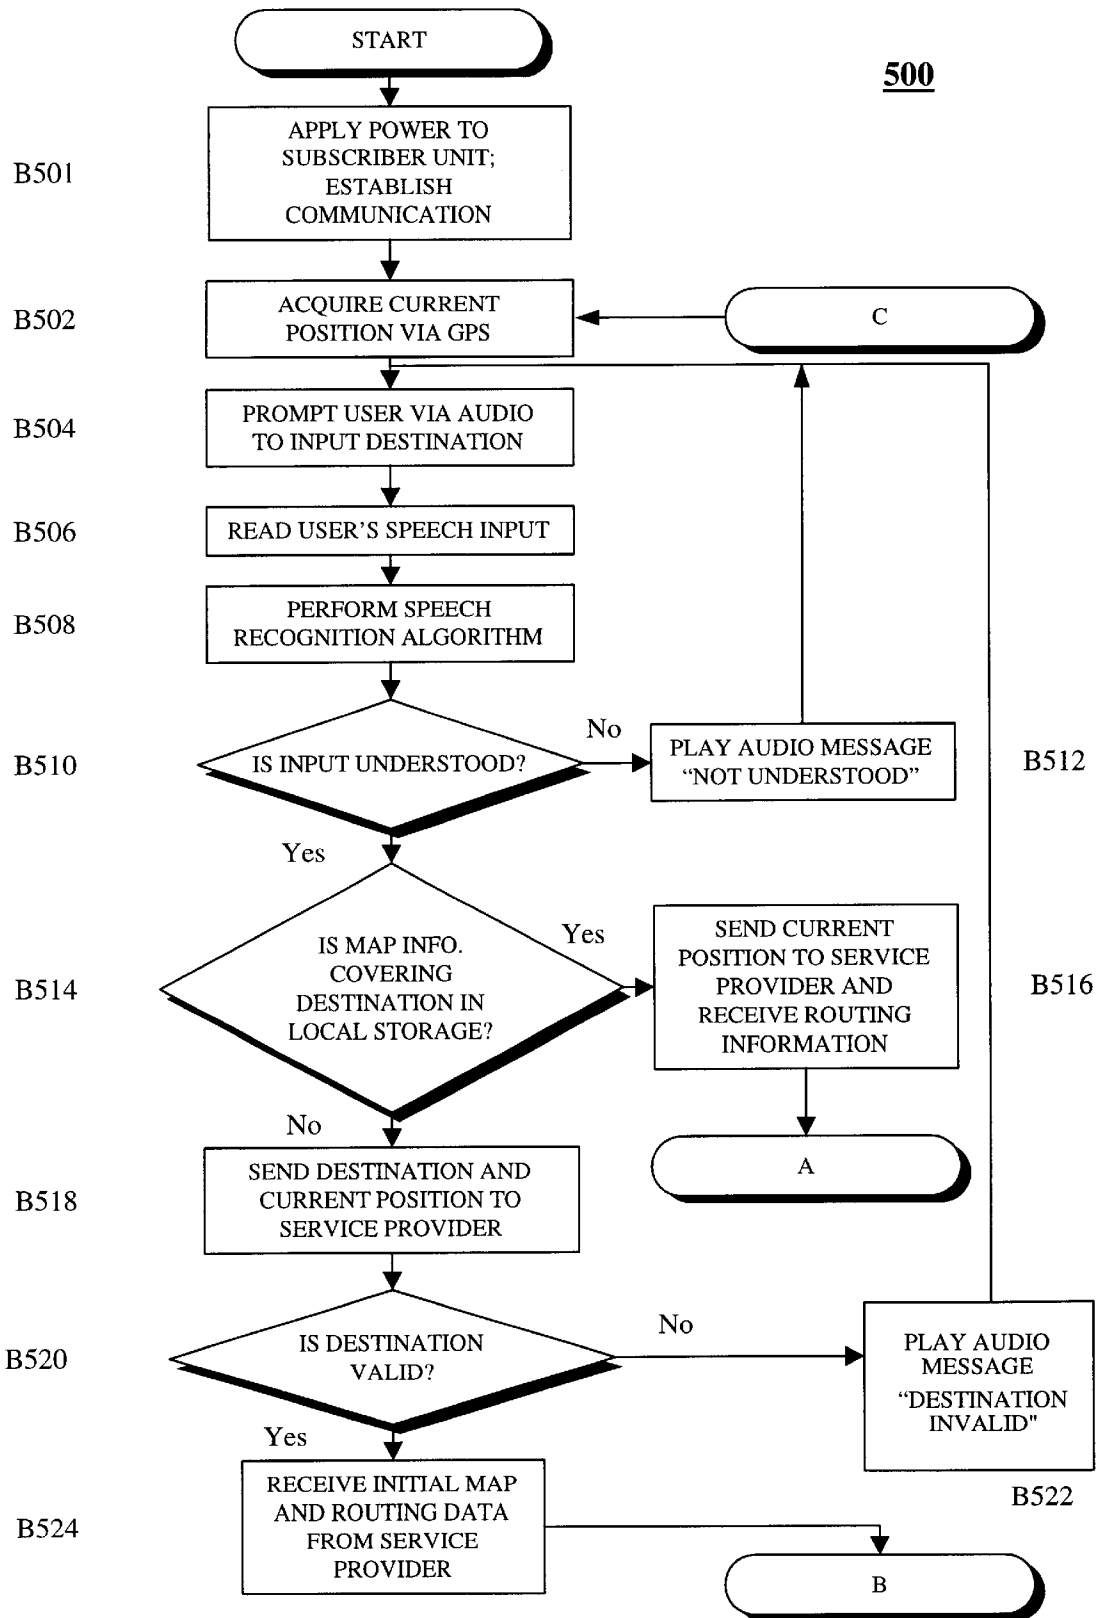 START
500
B501
APPLY POWER TO
SUBSCRIBER UNIT;
ESTABLISH
COMMUNICATION
B502
ACQUIRE CURRENT
POSITION VIA GPS
C
B504
PROMPT USER VIA AUDIO
TO INPUT DESTINATION
B506
READ USER'S SPEECH INPUT
B508
PERFORM SPEECH
RECOGNITION ALGORITHM
B510
IS INPUT UNDERSTOOD?
No
PLAY AUDIO MESSAGE
“NOT UNDERSTOOD”
B512
Yes
B514
IS MAP INFO.
COVERING
DESTINATION IN
LOCAL STORAGE?
Yes
SEND CURRENT
POSITION TO SERVICE
PROVIDER AND
RECEIVE ROUTING
INFORMATION
B516
No
A
B518
SEND DESTINATION AND
CURRENT POSITION TO
SERVICE PROVIDER
B520
IS DESTINATION
VALID?
No
PLAY AUDIO
MESSAGE
“DESTINATION
INVALID"
B522
Yes
B524
RECEIVE INITIAL MAP
AND ROUTING DATA
FROM SERVICE
PROVIDER
B